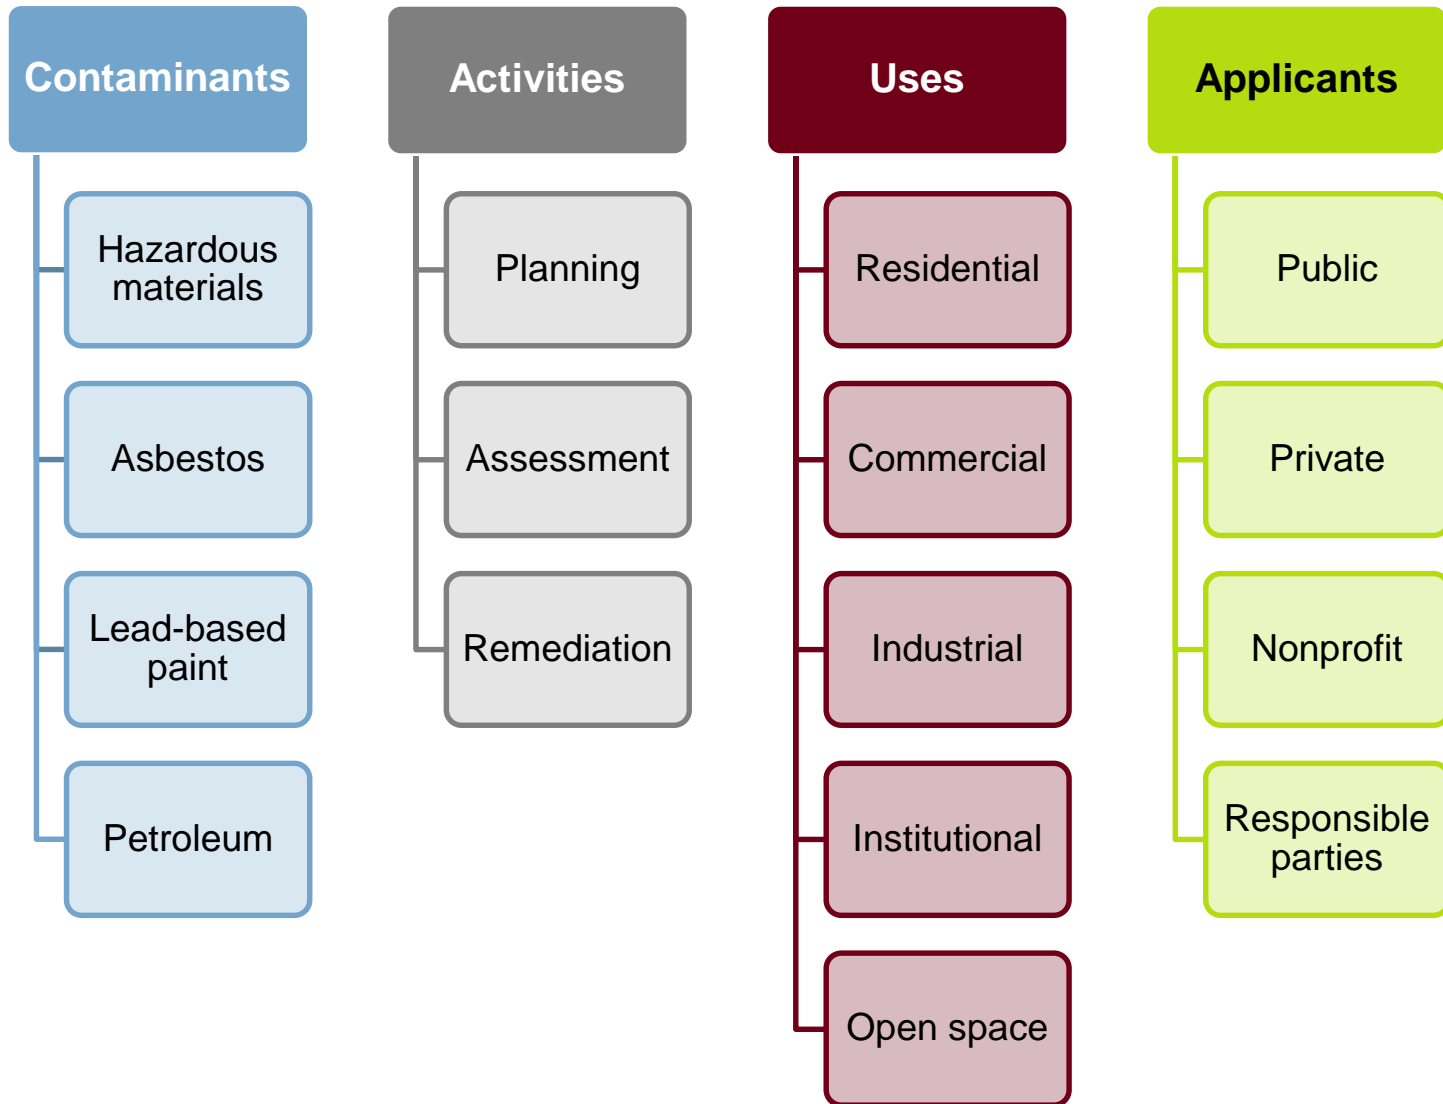 Contaminants
Hazardous
materials
Asbestos
Lead-based
paint
Petroleum
Activities
Planning
Assessment
Remediation
Uses
Residential
Commercial
Industrial
Institutional
Open space
Applicants
Public
Private
Nonprofit
Responsible
parties